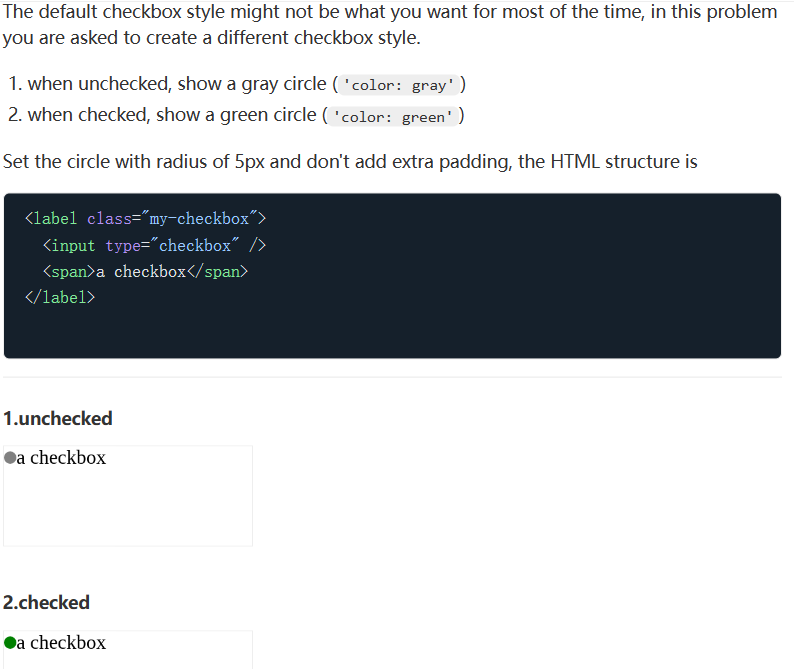 The default checkbox style might not be what you want for most of the time, in this problem
you are asked to create a different checkbox style.
1. when unchecked, show a gray circle ('color: gray')
2. when checked, show a green circle ('color: green')
Set the circle with radius of 5px and don't add extra padding, the HTML structure is
<label class="my-checkbox">
<input type="checkbox" />
<span>a checkbox</span>
</label>
1.unchecked
a checkbox
2.checked
a checkbox